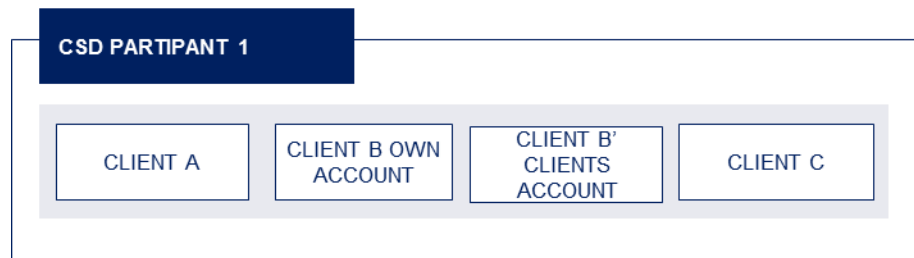 CSD PARTIPANT 1
CLIENT A
CLIENT B OWN
ACCOUNT
CLIENT B’
CLIENTS
ACCOUNT
CLIENT C